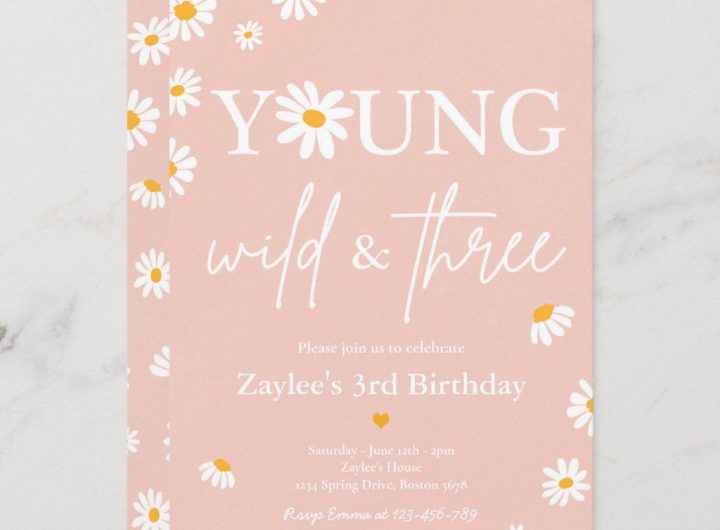 YOUNG
wild & three
Please join us to celebrate
Zaylee's 3rd Birthday
Saturday - June 12th - 2pm
Zaylee's House
1234 Spring Drive, Boston 5678
Rsvp Emma at 123-456-789